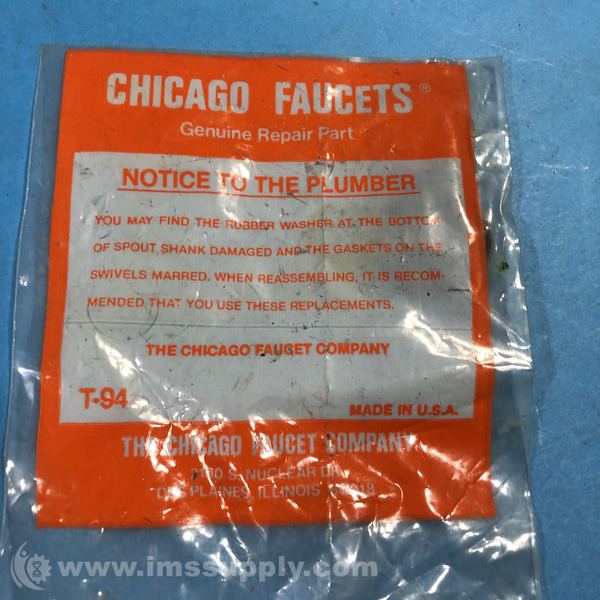 CHICAGO FAUCETS®
Genuine Repair Part
NOTICE TO THE PLUMBER
YOU MAY FIND THE RUBBER WASHER AT THE BOTTOM
OF SPOUT SHANK DAMAGED AND THE GASKETS ON THE
SWIVELS MARRED. WHEN REASSEMBLING, IT IS RECOM-
MENDED THAT YOU USE THESE REPLACEMENTS.
THE CHICAGO FAUCET COMPANY
T-94
MADE IN U.S.A.
THE CHICAGO FAUCET COMPANY
S. NUCLEAR DR.
DES PLAINES, ILLINOIS
www.imssupply.com